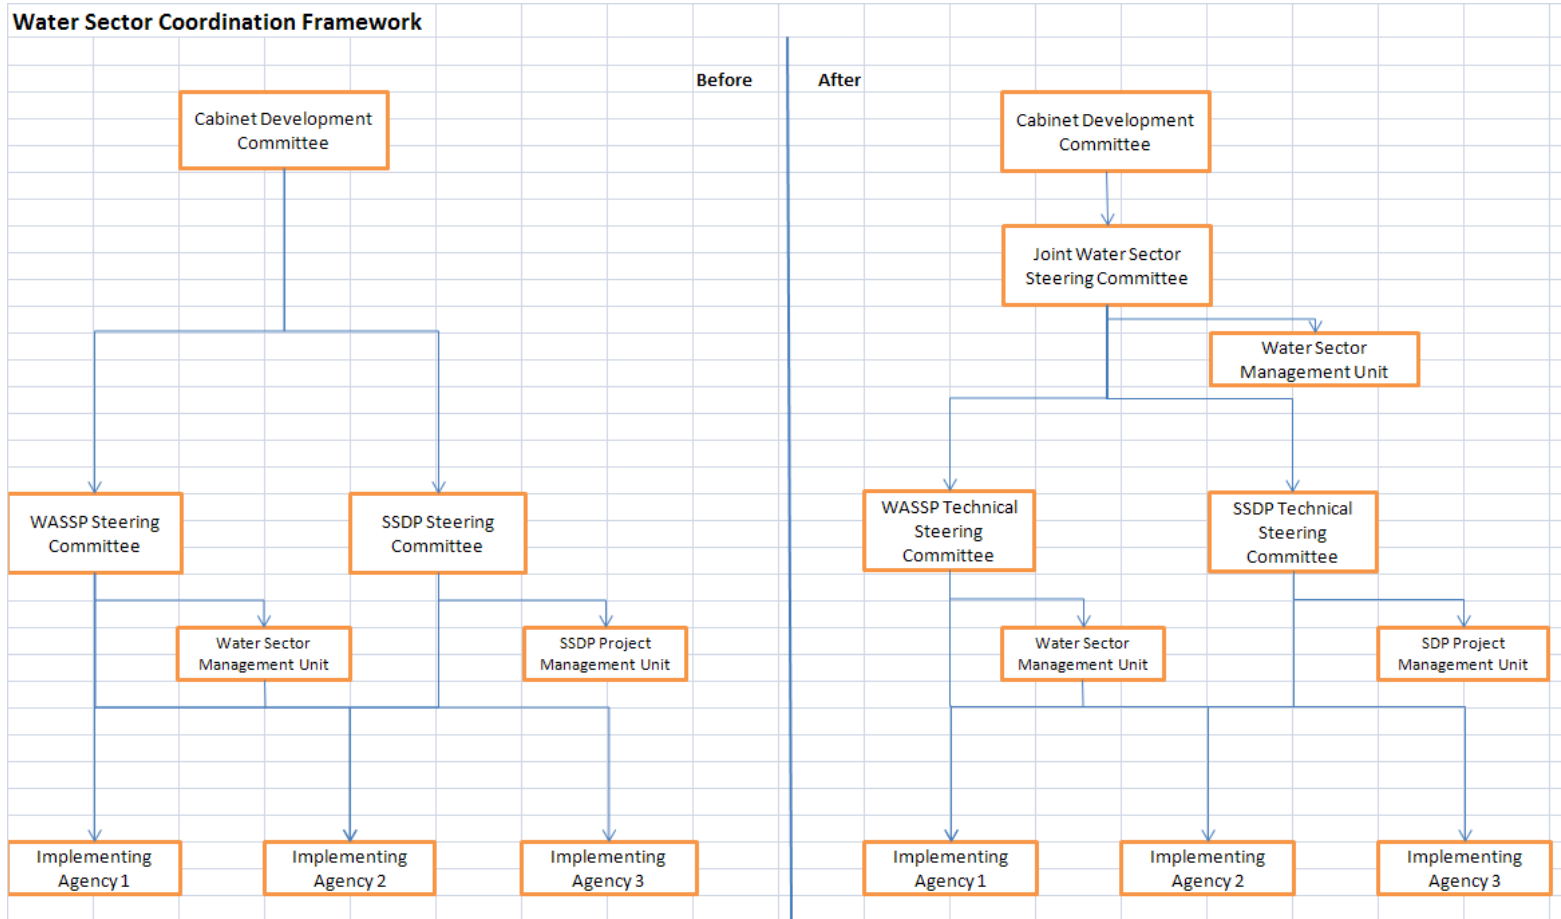 Water Sector Coordination Framework
Before
After
Cabinet Development
Committee
WASSP Steering
Committee
SSDP Steering
Committee
Water Sector
Management Unit
SSDP Project
Management Unit
Implementing
Agency 1
Implementing
Agency 2
Implementing
Agency 3
Cabinet Development
Committee
Joint Water Sector
Steering Committee
Water Sector
Management Unit
WASSP Technical
Steering
Committee
SSDP Technical
Steering
Committee
Water Sector
Management Unit
SDP Project
Management Unit
Implementing
Agency 1
Implementing
Agency 2
Implementing
Agency 3